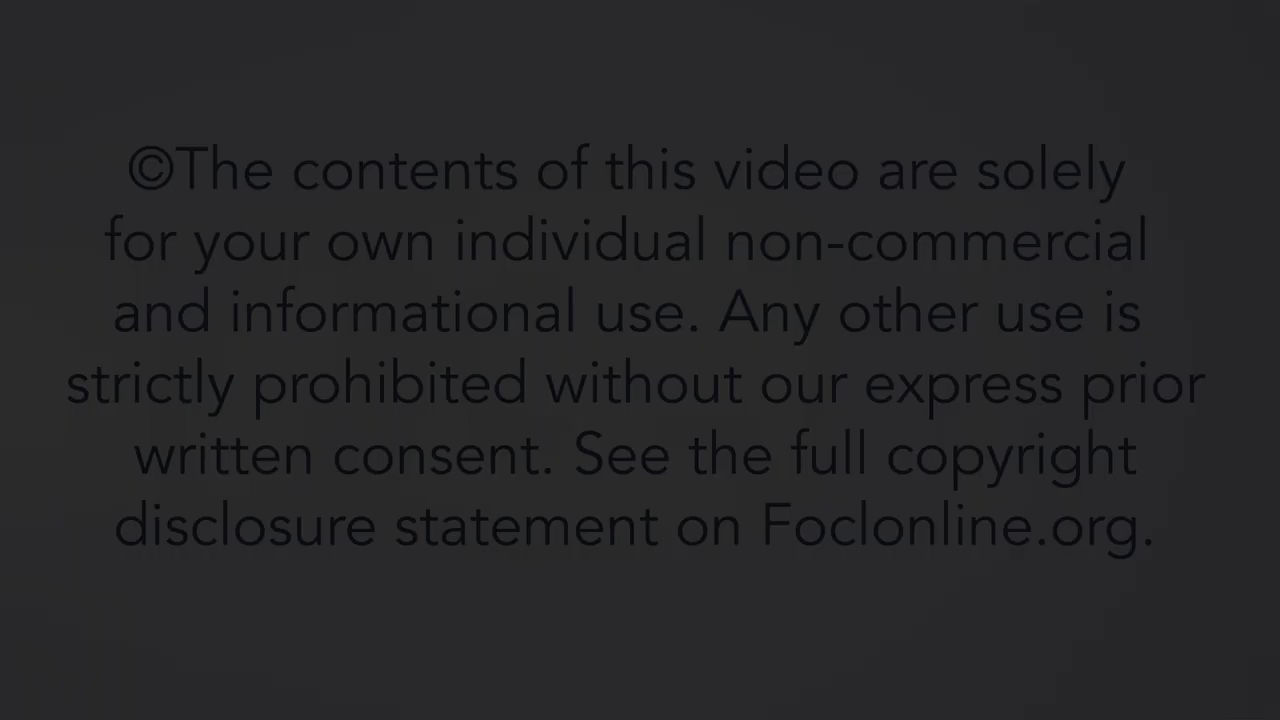 ©The contents of this video are solely
for your own individual non-commercial
and informational use. Any other use is
strictly prohibited without our express prior
written consent. See the full copyright
disclosure statement on Foclonline.org.